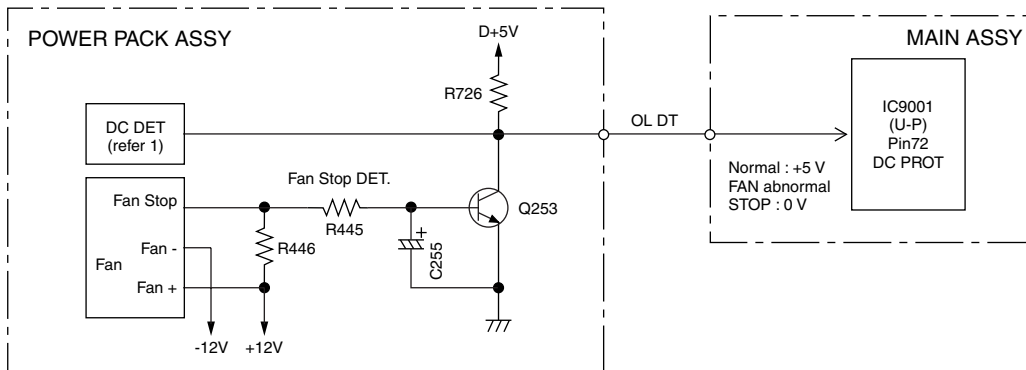 POWER PACK ASSY
D+5V
R726
DC DET
(refer 1)
Fan Stop DET.
Fan Stop
R445
R446
Q253
+
C255
Fan -
Fan
Fan +
-12V
+12V
OL DT
MAIN ASSY
IC9001
(U-P)
Pin72
DC PROT
Normal : +5 V
FAN abnormal
STOP : 0 V